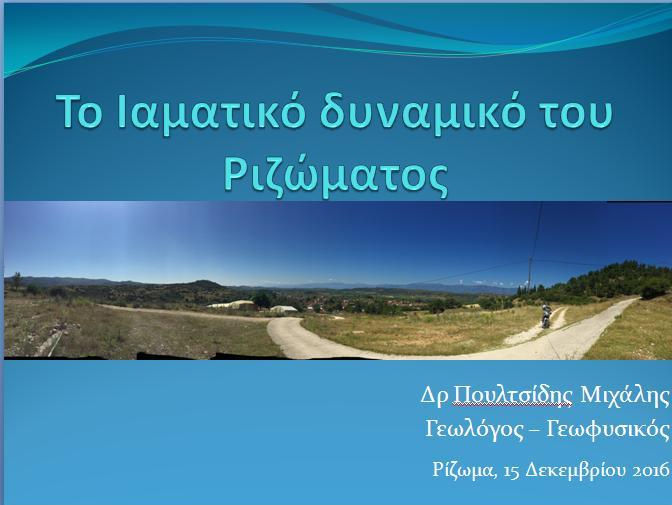 Το Ιαματικό δυναμικό του
Ριζώματος
Δρ Πουλτσίδης Μιχάλης
Γεωλόγος – Γεωφυσικός
Ρίζωμα, 15 Δεκεμβρίου 2016